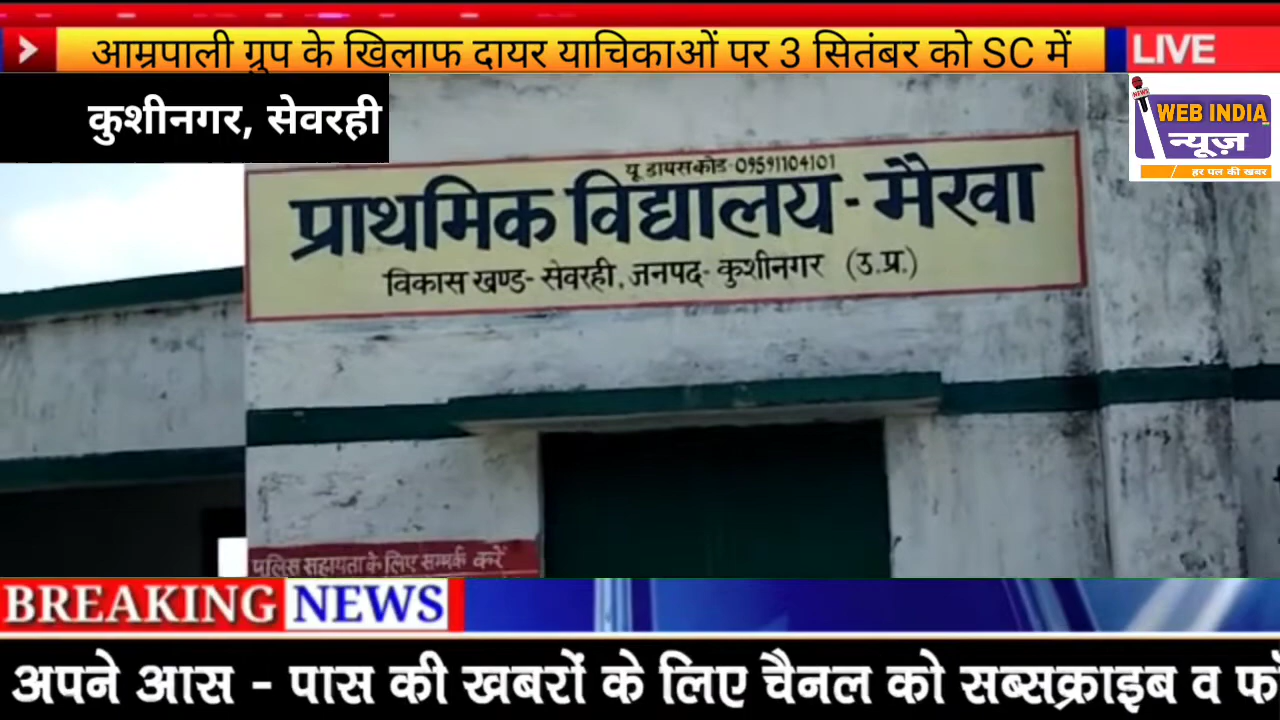 आम्रपाली ग्रुप के खिलाफ दायर याचिकाओं पर 3 सितंबर को SC में
LIVE
कुशीनगर, सेवरही
NEWS
WEB INDIA
न्यूज़
हर पल की खबर
यू डायस कोड-09591104101
प्राथमिक विद्यालय-मैखा
विकास खण्ड-सेवरही, जनपद-कुशीनगर (उ.प्र.)
पुलिस सहायता के लिए सम्पर्क करें
BREAKING NEWS
अपने आस - पास की खबरों के लिए चैनल को सब्सक्राइब व